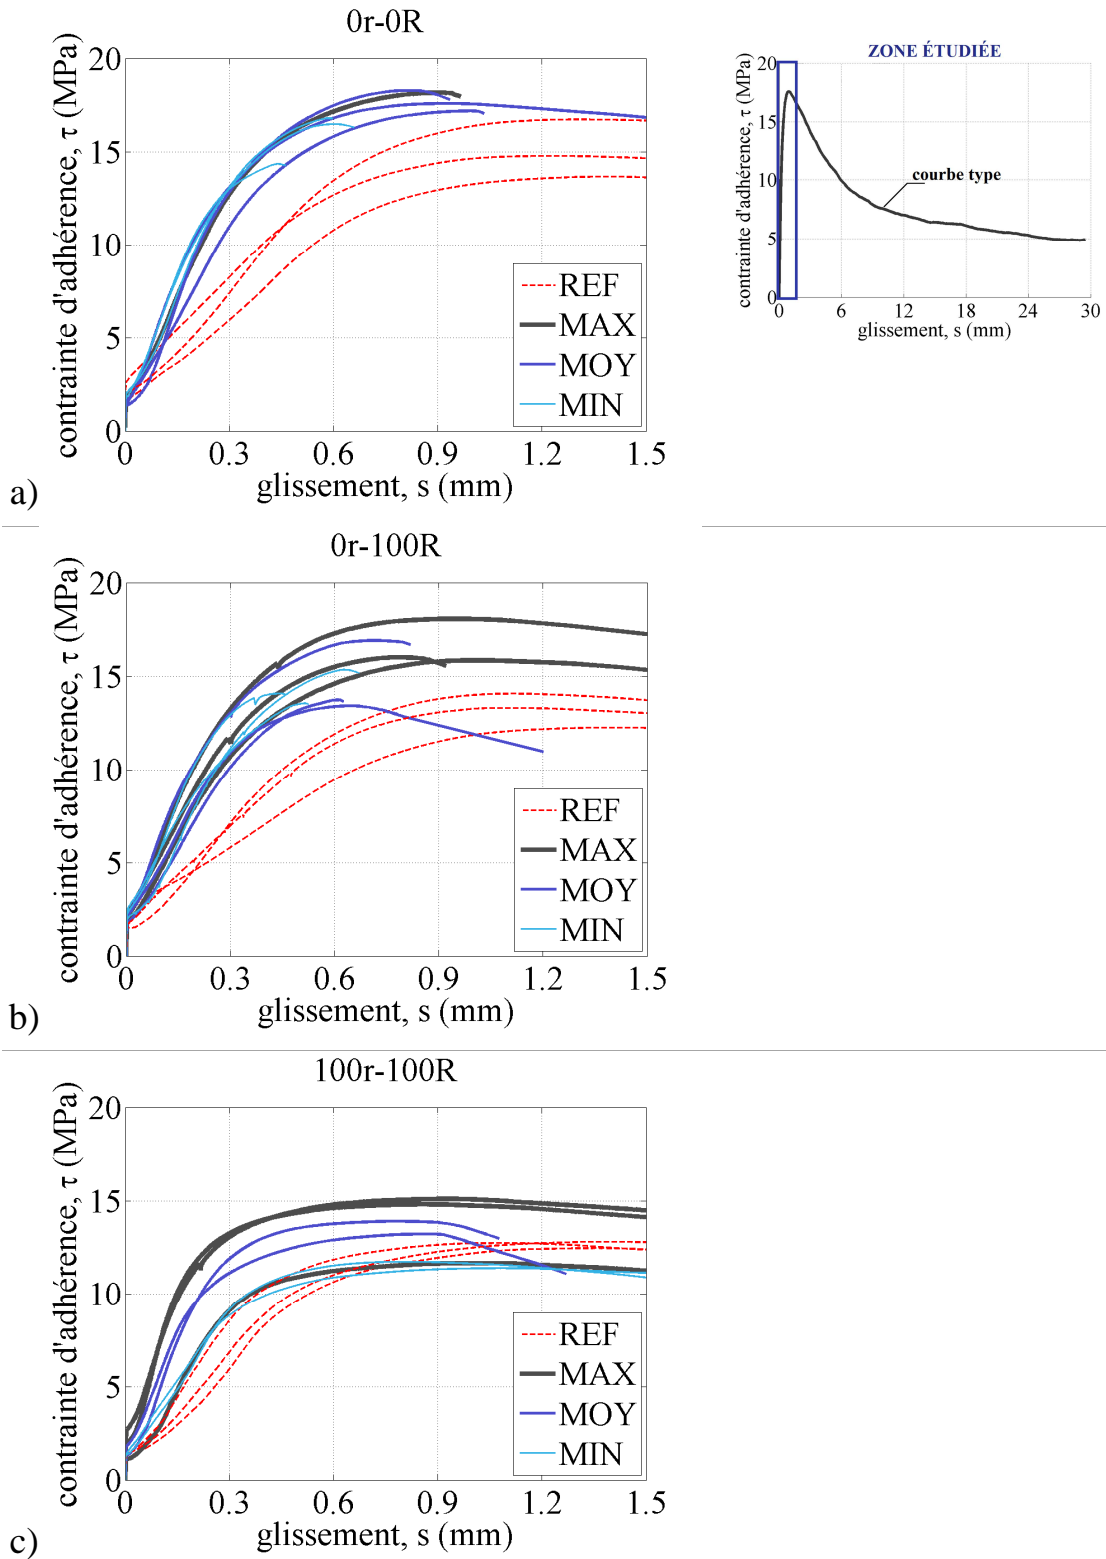 0r-0R
contrainte d'adhérence, τ (MPa)
20
15
10
5
0
0 0.3 0.6 0.9 1.2 1.5
glissement, s (mm)
REF
MAX
MOY
MIN
a)
ZONE ÉTUDIÉE
contrainte d'adhérence, τ (MPa)
20
15
10
5
0
courbe type
0 6 12 18 24 30
glissement, s (mm)
0r-100R
contrainte d'adhérence, τ (MPa)
20
15
10
5
0
0 0.3 0.6 0.9 1.2 1.5
glissement, s (mm)
REF
MAX
MOY
MIN
b)
100r-100R
contrainte d'adhérence, τ (MPa)
20
15
10
5
0
0 0.3 0.6 0.9 1.2 1.5
glissement, s (mm)
REF
MAX
MOY
MIN
c)